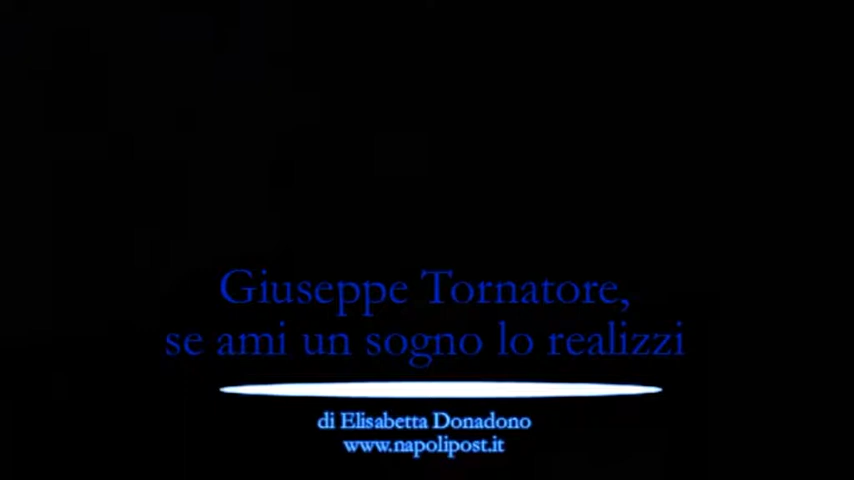 Giuseppe Tornatore,
se ami un sogno lo realizzi
di Elisabetta Donadono
www.napolipost.it